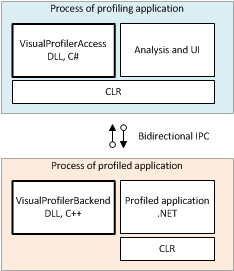 Process of profiling application
VisualProfilerAccess
DLL, C#
Analysis and UI
CLR
Bidirectional IPC
Process of profiled application
VisualProfilerBackend
DLL, C++
Profiled application
.NET
CLR